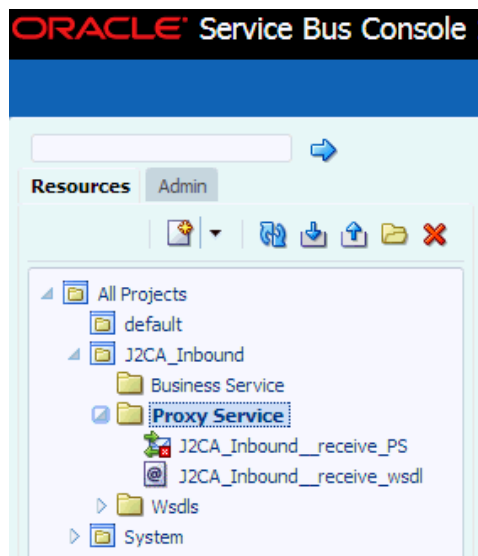 ORACLE Service Bus Console
Resources Admin
All Projects
default
J2CA_Inbound
Business Service
Proxy Service
J2CA_Inbound__receive_PS
J2CA_Inbound__receive_wsdl
Wsdls
System